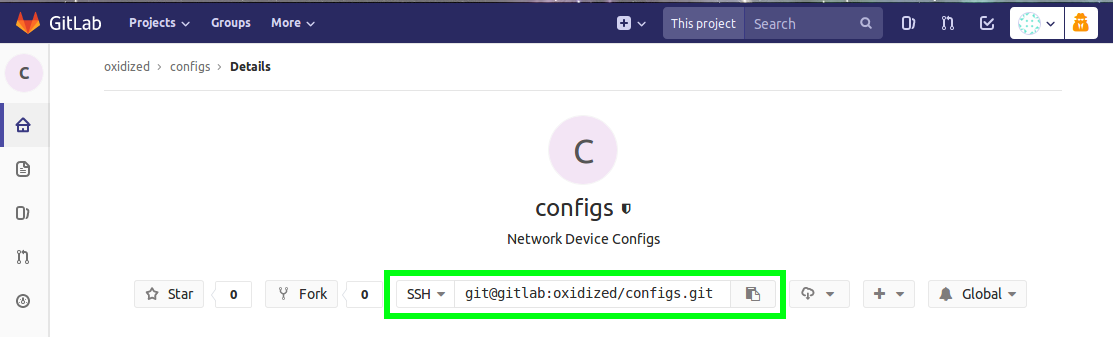 GitLab Projects Groups More This project Search
C oxidized > configs > Details
C
configs
Network Device Configs
Star 0 Fork 0 SSH git@gitlab:oxidized/configs.git Global